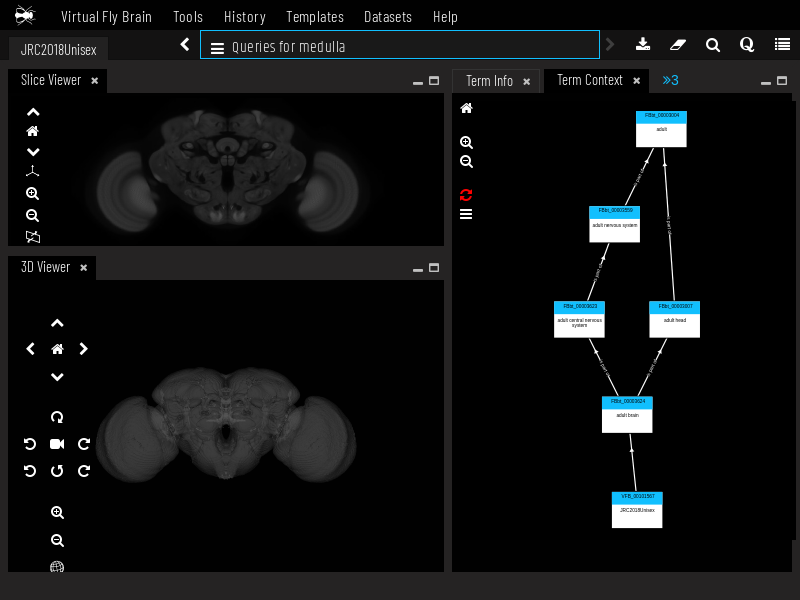 Virtual Fly Brain Tools History Templates Datasets Help
JRC2018Unisex
Queries for medulla
Slice Viewer
Term Info
Term Context
3
3D Viewer
FBbt_00003004
adult
FBbt_00003559
adult nervous system
FBbt_00003623
adult central nervous
system
FBbt_00003007
adult head
FBbt_00003624
adult brain
VFB_00101567
JRC2018Unisex